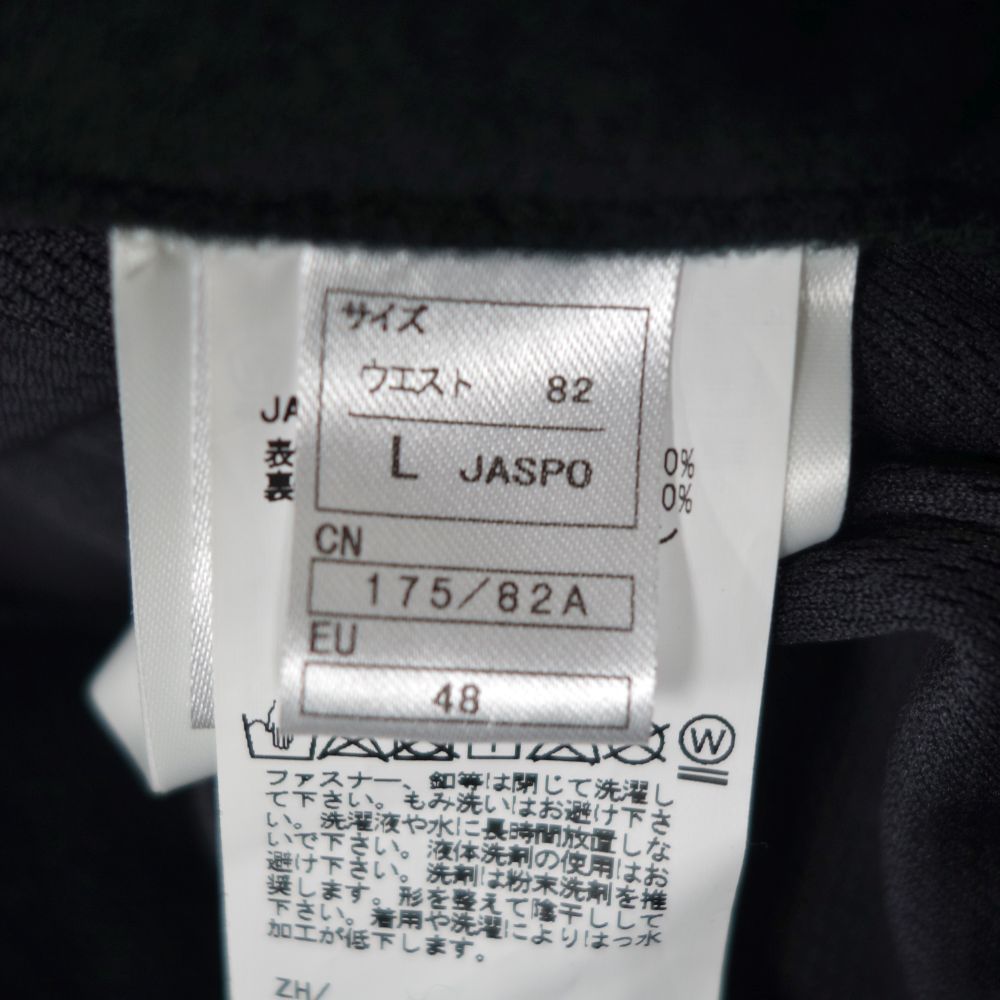 サイズ
ウエスト 82
L JASPO
CN
175/82A
EU
48
JA
表 0%
裏 0%
W
ファスナー、釦等は閉じて洗濯し
て下さい。もみ洗いはお避け下さ
い。洗濯液や水に長時間放置しな
いで下さい。液体洗剤の使用はお
避け下さい。洗剤は粉末洗剤を推
奨します。形を整えて陰干しして
下さい。着用や洗濯によりはっ水
加工が低下します。
ZH/